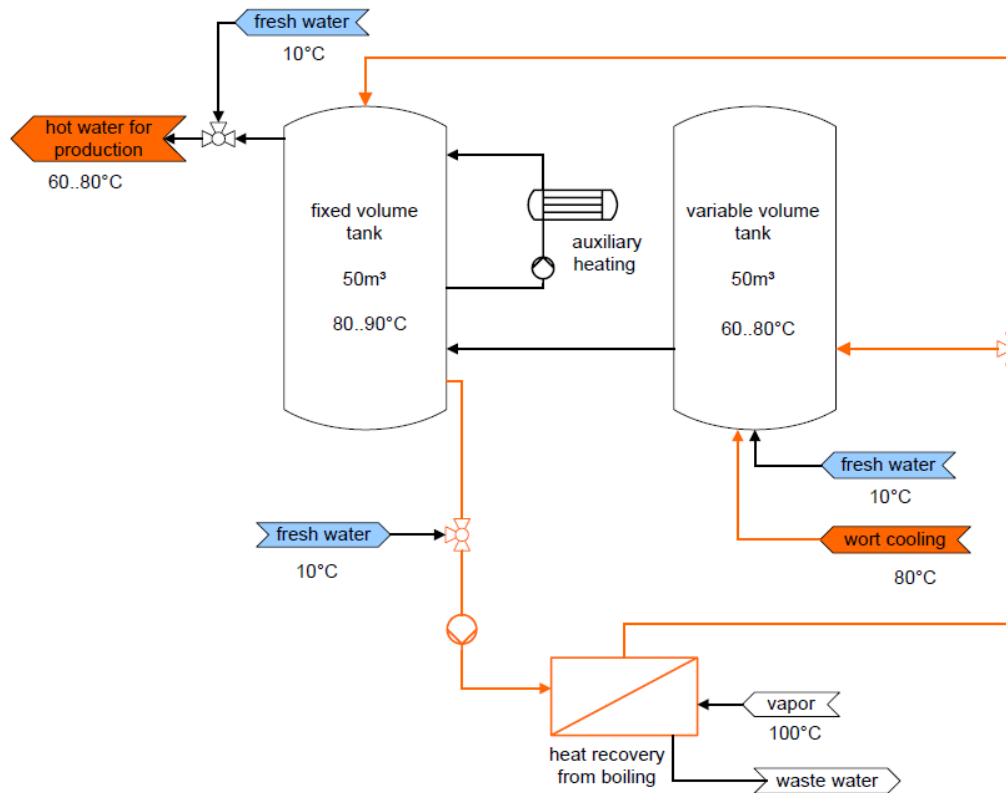 fresh water
10°C
hot water for
production
60..80°C
fixed volume
tank
50m³
80..90°C
auxiliary
heating
variable volume
tank
50m³
60..80°C
fresh water
10°C
wort cooling
80°C
fresh water
10°C
vapor
100°C
heat recovery
from boiling
waste water